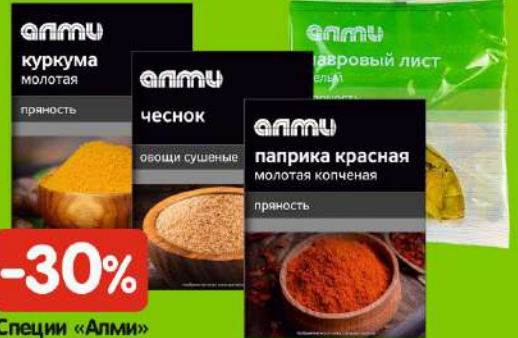 алми
куркума
молотая
пряность
алми
чеснок
овощи сушеные
алми
паприка красная
молотая копченая
пряность
лавровый лист
-30%
Специи «Алми»